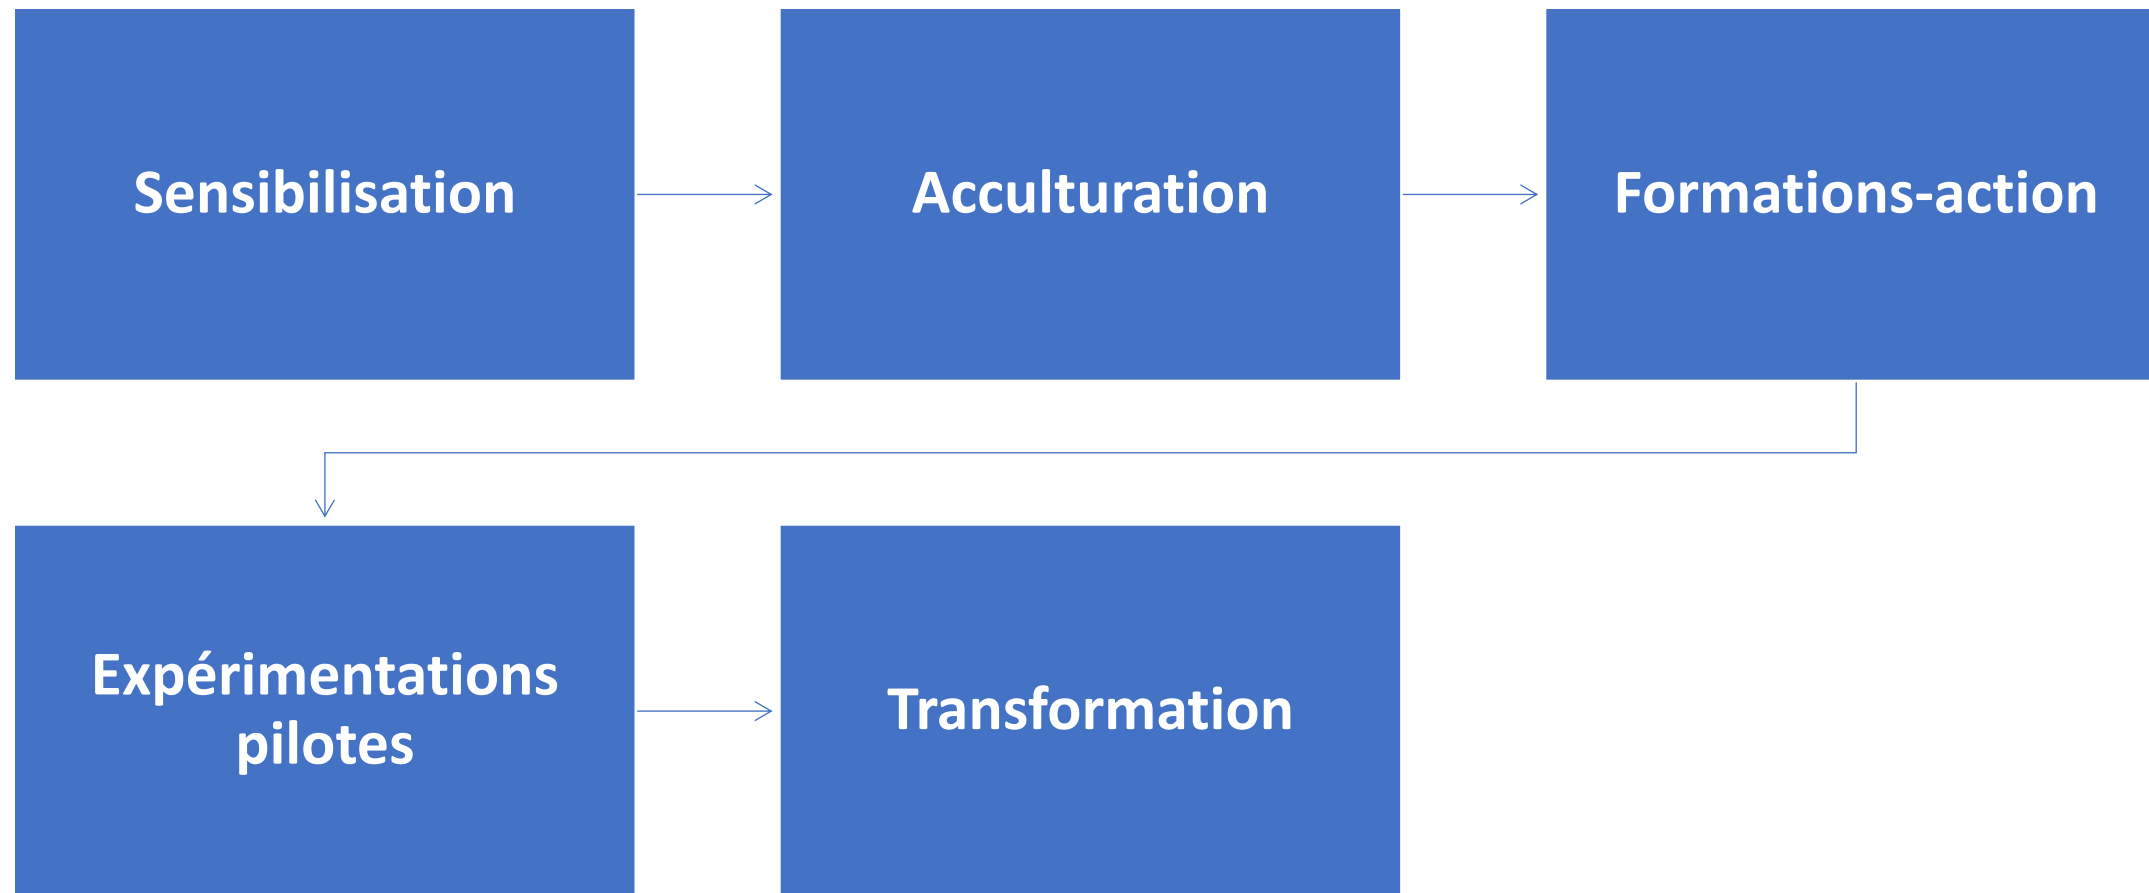 Sensibilisation
Acculturation
Formations-action
Expérimentations
pilotes
Transformation